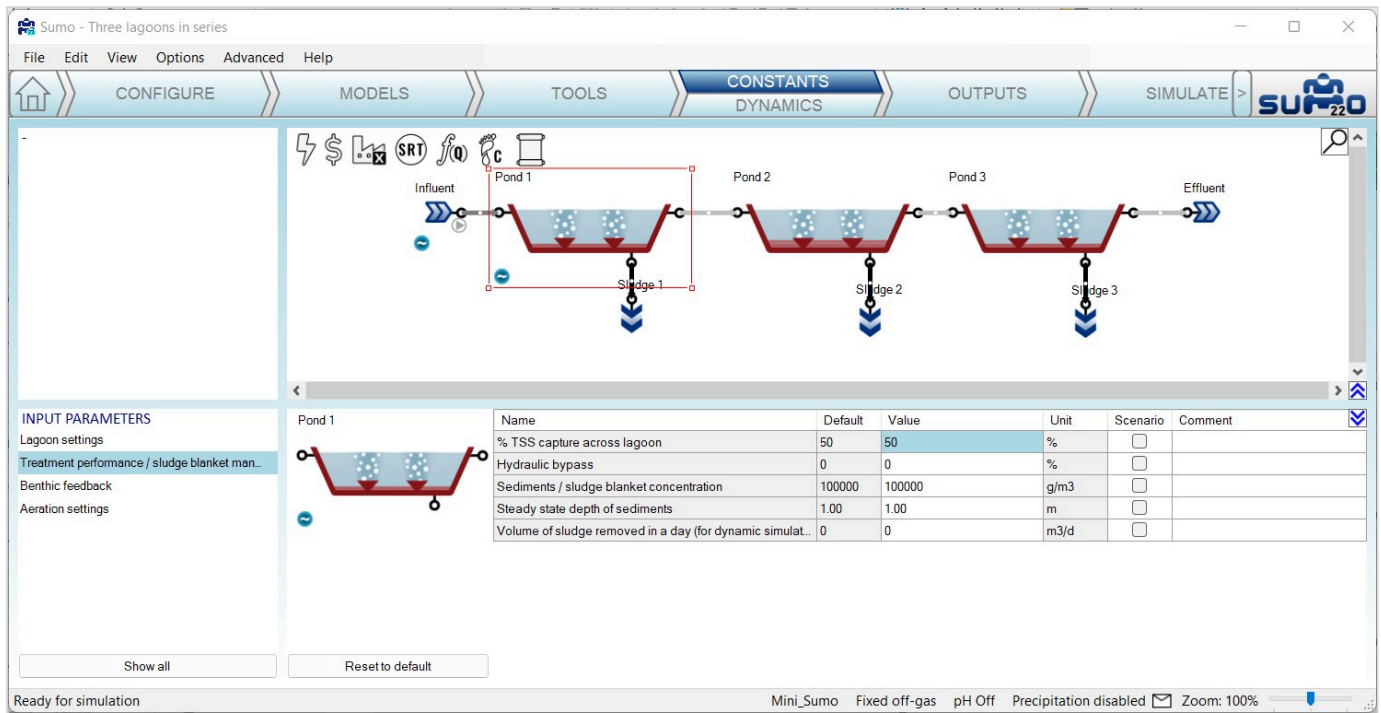 Sumo - Three lagoons in series
File Edit View Options Advanced Help
CONFIGURE MODELS TOOLS CONSTANTS DYNAMICS OUTPUTS SIMULATE > SUMO 22
-
SRT f(Q) C
Influent Pond 1 Pond 2 Pond 3 Effluent
Sludge 1 Sludge 2 Sludge 3
INPUT PARAMETERS
Lagoon settings
Treatment performance / sludge blanket man...
Benthic feedback
Aeration settings
Pond 1
Name Default Value Unit Scenario Comment
% TSS capture across lagoon 50 50 %
Hydraulic bypass 0 0 %
Sediments / sludge blanket concentration 100000 100000 g/m3
Steady state depth of sediments 1.00 1.00 m
Volume of sludge removed in a day (for dynamic simulat... 0 0 m3/d
Show all Reset to default
Ready for simulation Mini_Sumo Fixed off-gas pH Off Precipitation disabled Zoom: 100%